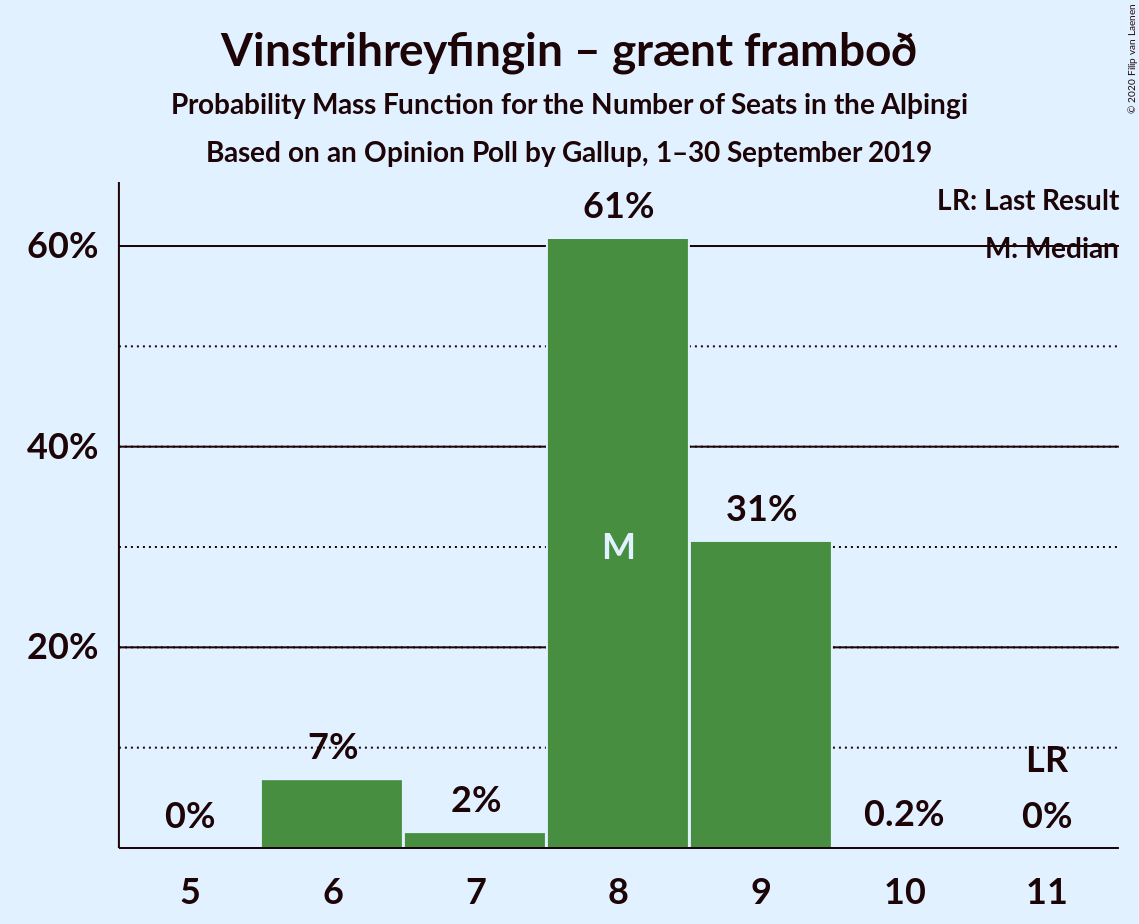 Vinstrihreyfingin – grænt framboð
Probability Mass Function for the Number of Seats in the Alþingi
Based on an Opinion Poll by Gallup, 1–30 September 2019
© 2020 Filip van Laenen
LR: Last Result
M: Median
61%
60%
40%
31%
M
20%
7%
LR
2%
0%
0.2%
0%
5 6 7 8 9 10 11